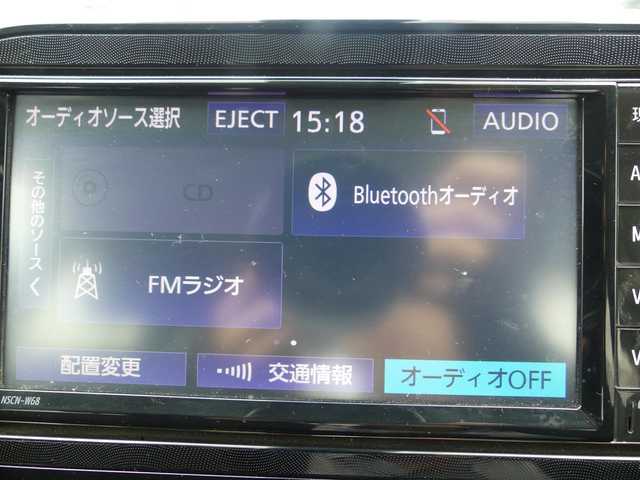 オーディオソース選択 EJECT 15:18 AUDIO
CD
Bluetoothオーディオ
その他のソース
FMラジオ
配置変更 交通情報 オーディオOFF
NSCN-W68
現
A
M
V
V